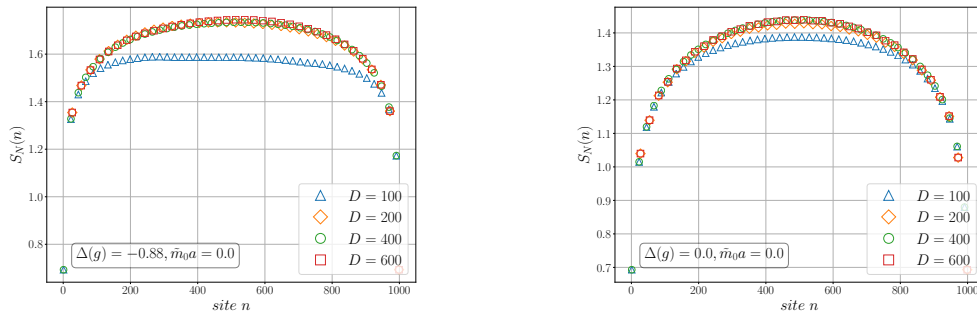 1.6
1.4
1.2
1.0
0.8
S_N(n)
0
200
400
600
800
1000
site n
D = 100
D = 200
D = 400
D = 600
Δ(g) = −0.88, m̃₀a = 0.0
1.4
1.3
1.2
1.1
1.0
0.9
0.8
0.7
S_N(n)
0
200
400
600
800
1000
site n
D = 100
D = 200
D = 400
D = 600
Δ(g) = 0.0, m̃₀a = 0.0